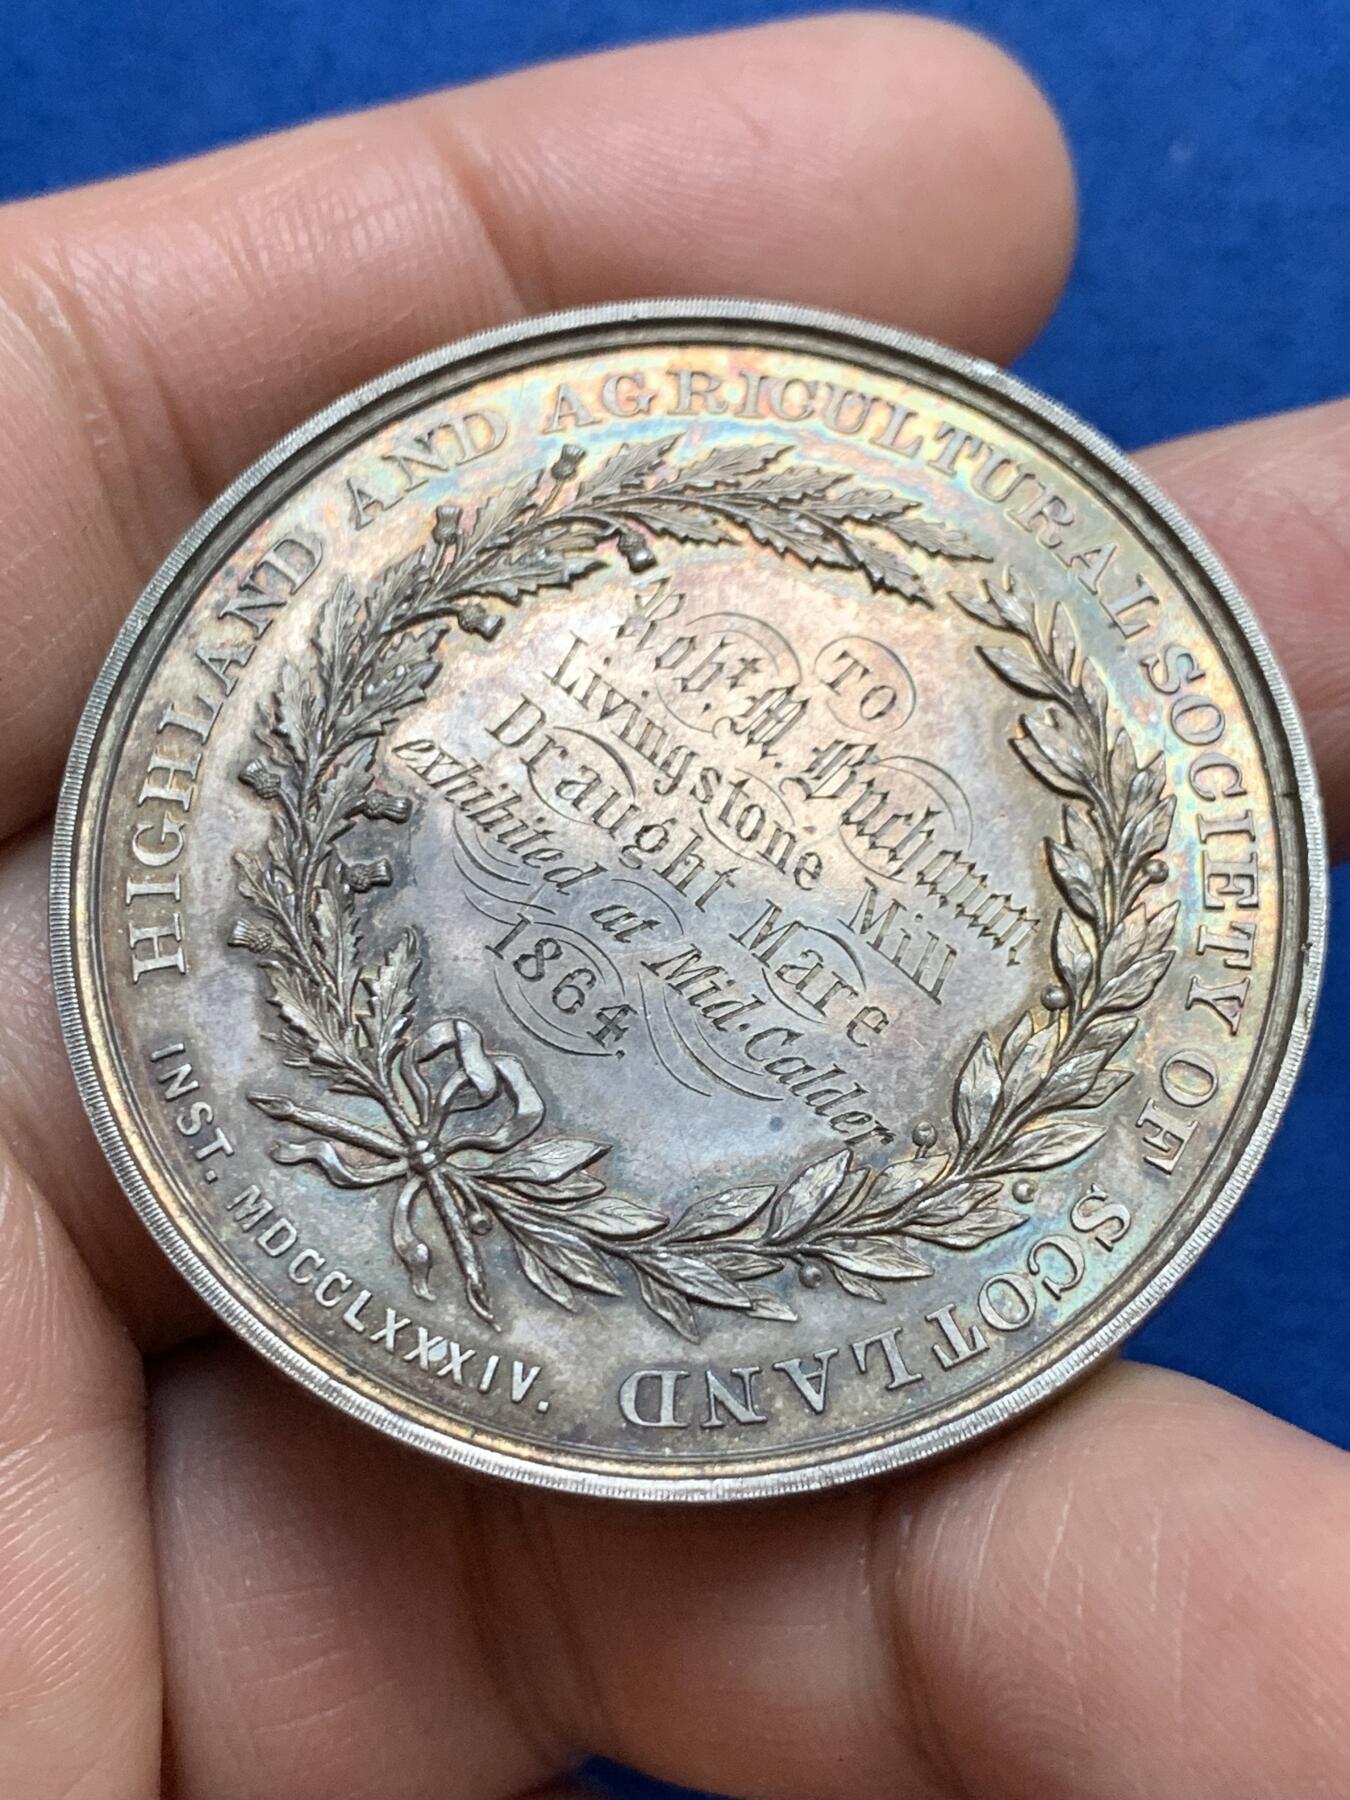 HIGHLAND AND AGRICULTURAL SOCIETY OF SCOTLAND
INST. MDCCLXXXIV.
TO
Robt. M. Buchanan,
Livingstone Mill
Draught Mare
exhibited at Mid-Calder
1864.